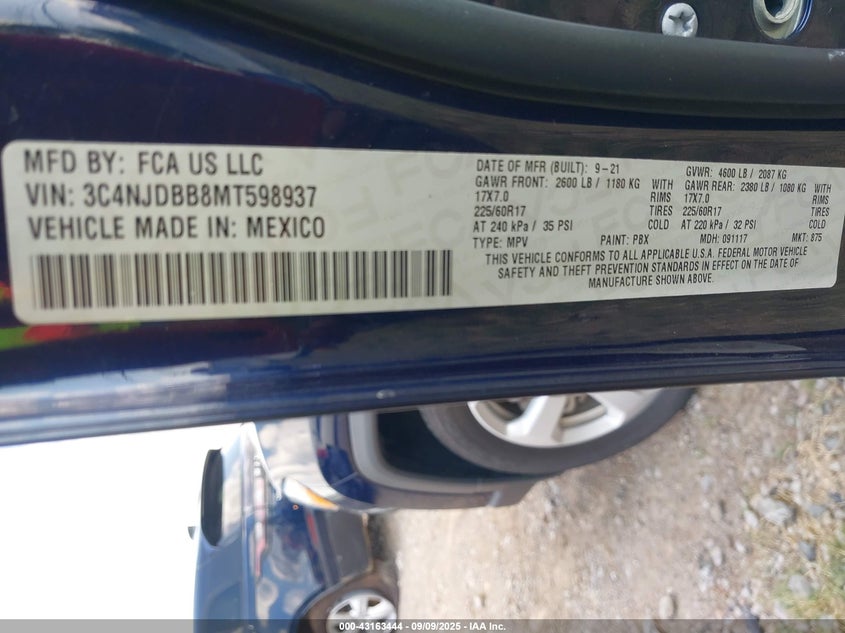 MFD BY: FCA US LLC
VIN: 3C4NJDBB8MT598937
VEHICLE MADE IN: MEXICO
DATE OF MFR (BUILT): 9-21 GVWR: 4600 LB / 2087 KG
GAWR FRONT: 2600 LB / 1180 KG GAWR REAR: 2380 LB / 1080 KG
17X7.0 RIMS 17X7.0 RIMS
225/60R17 TIRES 225/60R17 TIRES
AT 240 kPa / 35 PSI COLD AT 220 kPa / 32 PSI COLD
TYPE: MPV PAINT: PBX MDH: 091117 MKT: 875
THIS VEHICLE CONFORMS TO ALL APPLICABLE U.S.A. FEDERAL MOTOR VEHICLE
SAFETY AND THEFT PREVENTION STANDARDS IN EFFECT ON THE DATE OF
MANUFACTURE SHOWN ABOVE.
000-43163444 - 09/09/2025 - IAA Inc.